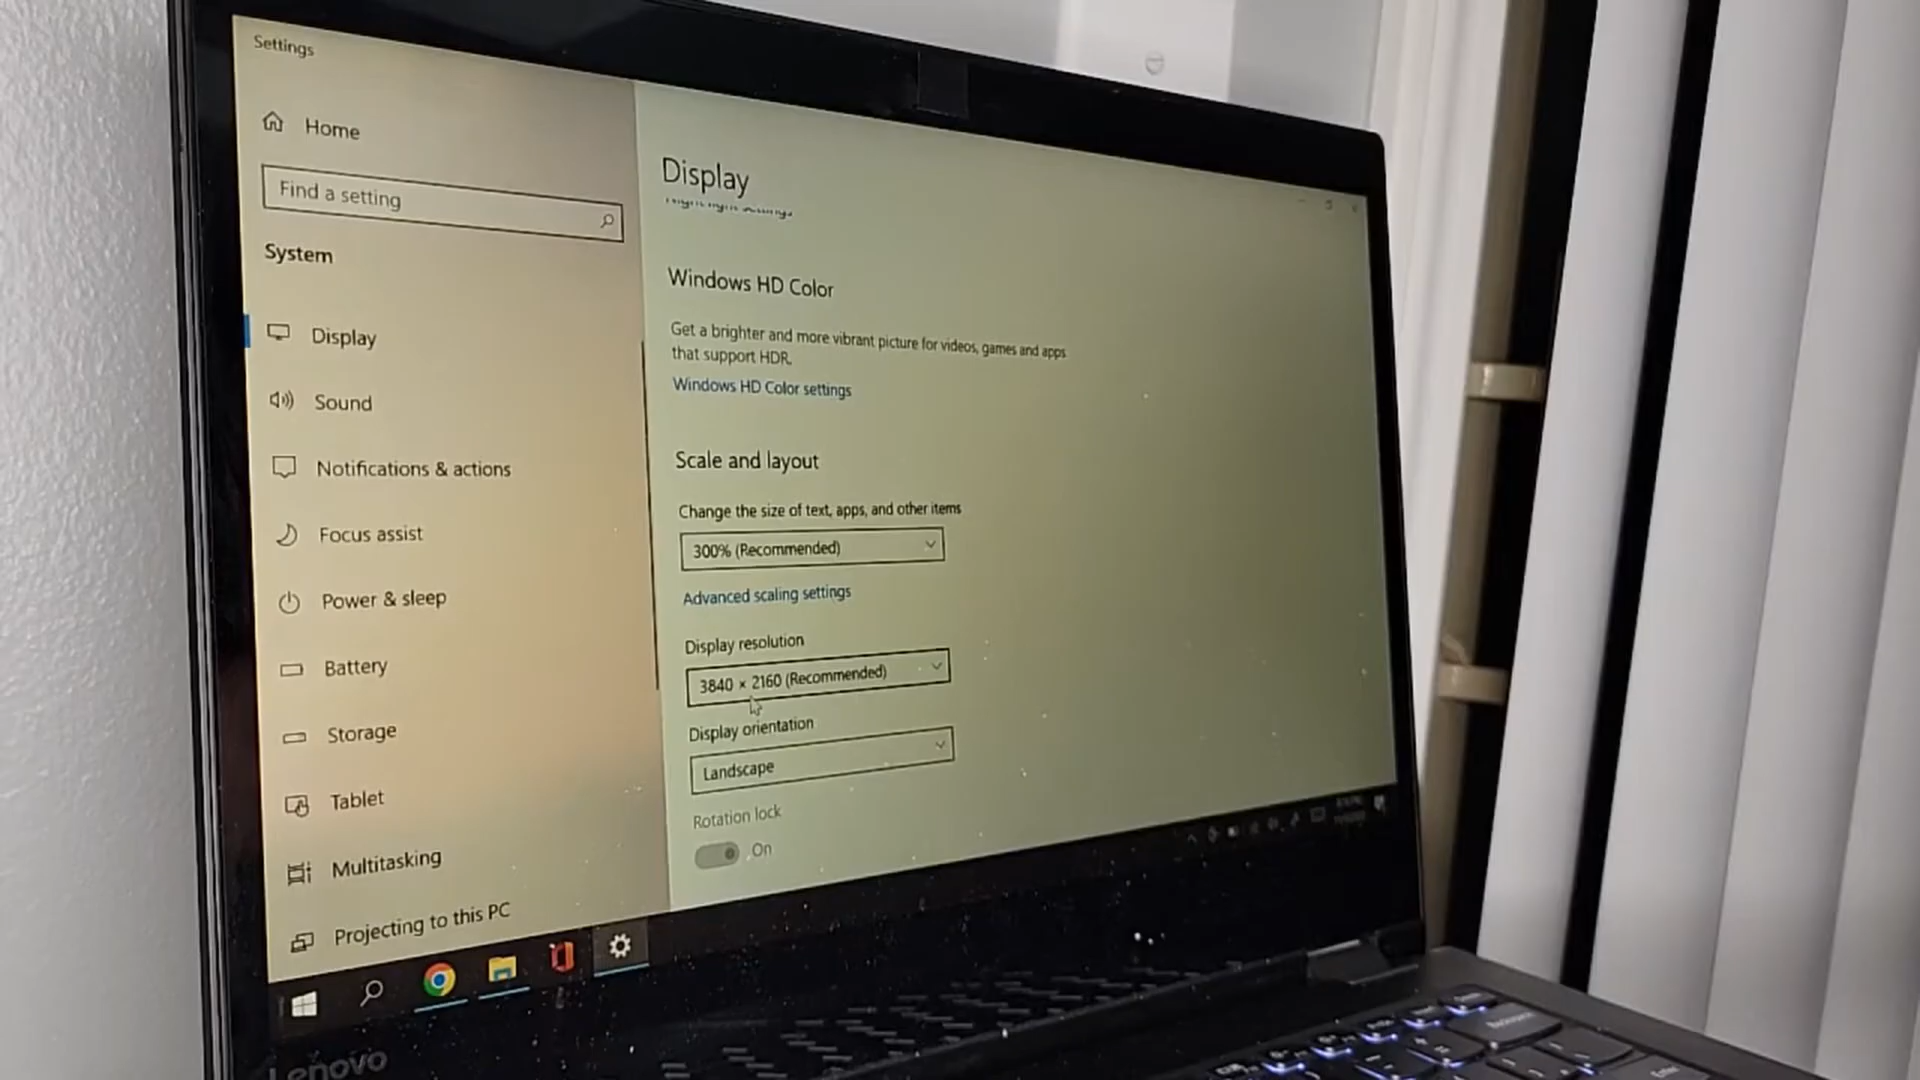 Settings
Home
Find a setting
System
Display
Sound
Notifications & actions
Focus assist
Power & sleep
Battery
Storage
Tablet
Multitasking
Projecting to this PC
Display
Windows HD Color
Get a brighter and more vibrant picture for videos, games and apps
that support HDR.
Windows HD Color settings
Scale and layout
Change the size of text, apps, and other items
300% (Recommended)
Advanced scaling settings
Display resolution
3840 × 2160 (Recommended)
Display orientation
Landscape
Rotation lock
On
Lenovo